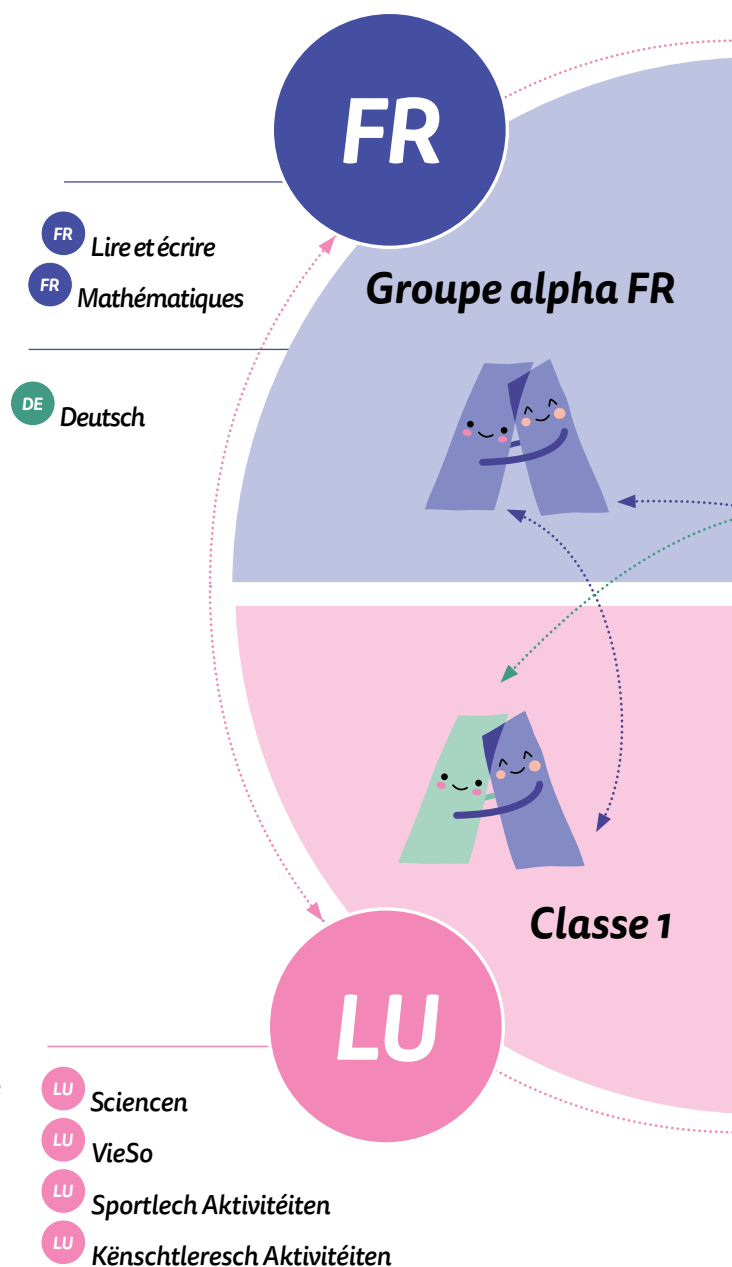 FR
FR Lire et écrire
FR Mathématiques
Groupe alpha FR
DE Deutsch
Classe 1
LU
LU Sciencen
LU VieSo
LU Sportlech Aktivitéiten
LU Kënschtleresch Aktivitéiten